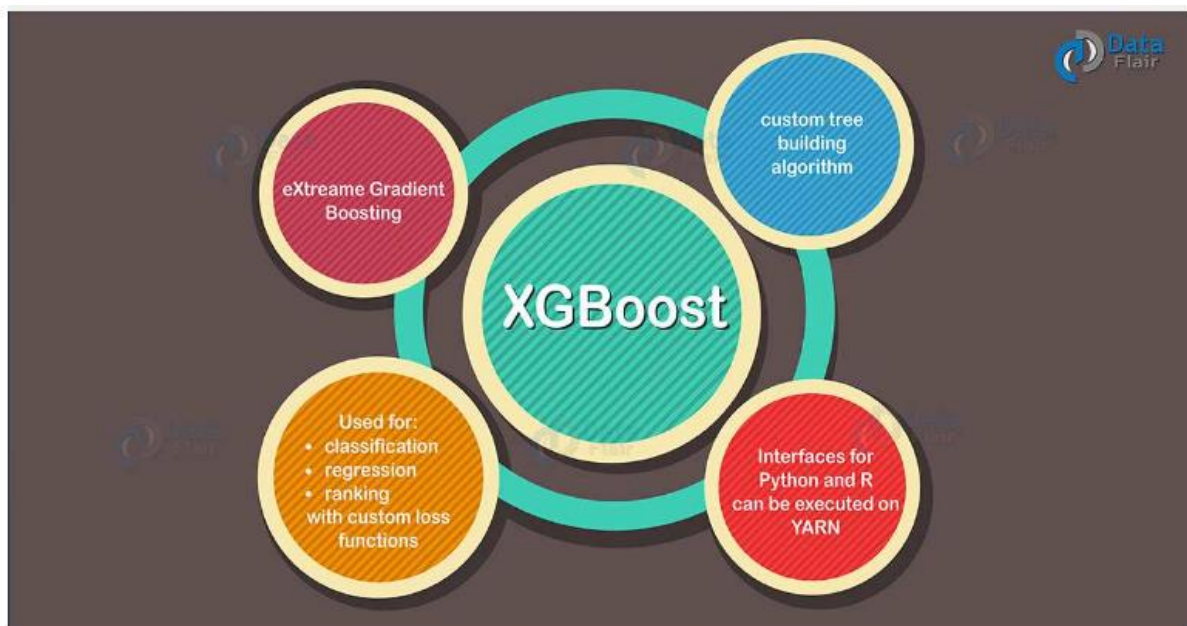 Data
Flair
eXtreame Gradient
Boosting
custom tree
building
algorithm
XGBoost
Used for:
• classification
• regression
• ranking
with custom loss
functions
Interfaces for
Python and R
can be executed on
YARN